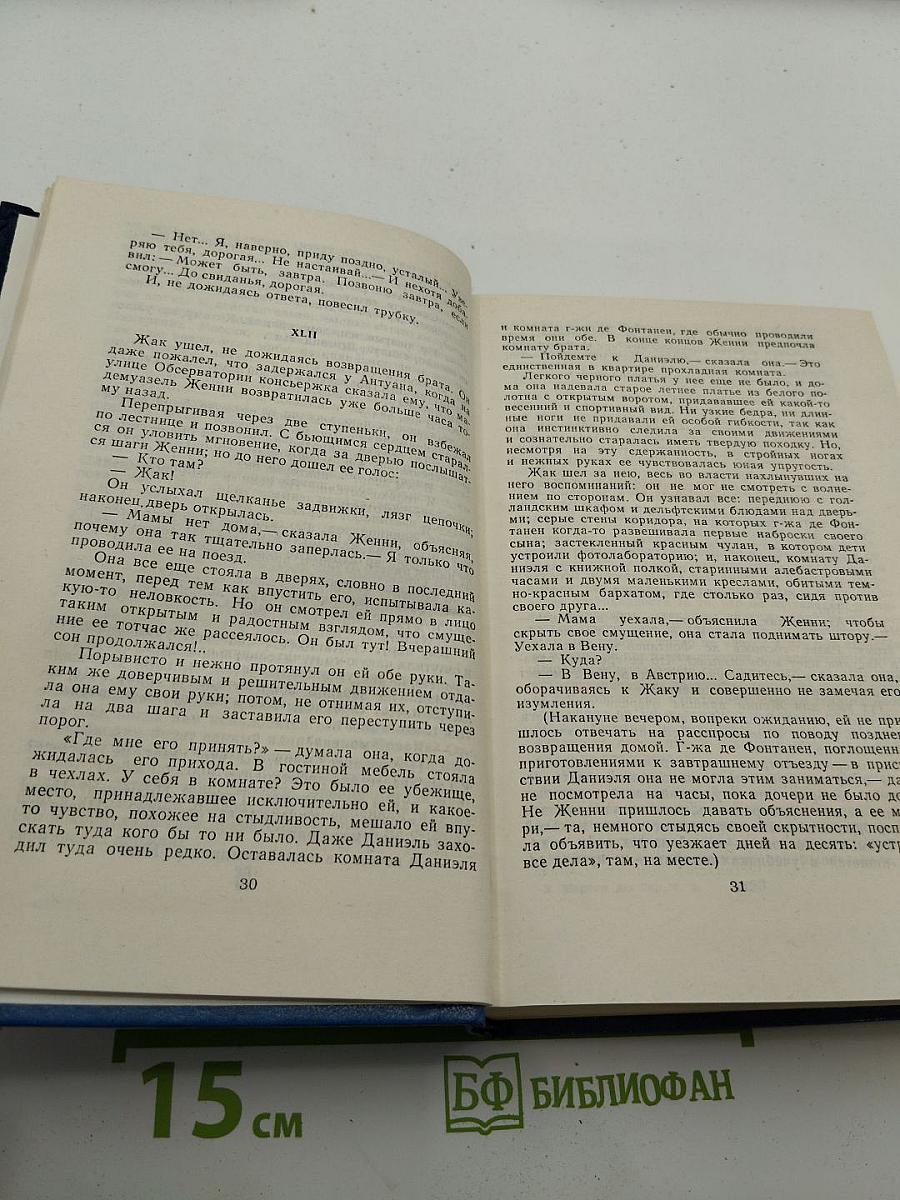 — Нет... Я, наверно, приду поздно, усталый... Уве-
ряю тебя, дорогая... Не настаивай...— И нехотя доба-
вил: — Может быть, завтра. Позвоню завтра, если
смогу... До свиданья, дорогая.
И, не дожидаясь ответа, повесил трубку.
XLII
Жак ушел, не дожидаясь возвращения брата. Он
даже пожалел, что задержался у Антуана, когда на
улице Обсерватории консьержка сказала ему, что ма-
демуазель Женни возвратилась уже больше часа то-
му назад.
Перепрыгивая через две ступеньки, он взбежал
по лестнице и позвонил. С бьющимся сердцем старал-
ся он уловить мгновение, когда за дверью послышат-
ся шаги Женни; но до него дошел ее голос:
— Кто там?
— Жак!
Он услыхал щелканье задвижки, лязг цепочки;
наконец дверь открылась.
— Мамы нет дома,— сказала Женни, объясняя,
почему она так тщательно заперлась.— Я только что
проводила ее на поезд.
Она все еще стояла в дверях, словно в последний
момент, перед тем как впустить его, испытывала ка-
кую-то неловкость. Но он смотрел ей прямо в лицо
таким открытым и радостным взглядом, что смуще-
ние ее тотчас же рассеялось. Он был тут! Вчерашний
сон продолжался!..
Порывисто и нежно протянул он ей обе руки. Та-
ким же доверчивым и решительным движением отда-
ла она ему свои руки; потом, не отнимая их, отступи-
ла на два шага и заставила его переступить через
порог.
«Где мне его принять?» — думала она, когда до-
жидалась его прихода. В гостиной мебель стояла
в чехлах. У себя в комнате? Это было ее убежище,
место, принадлежавшее исключительно ей, и какое-
то чувство, похожее на стыдливость, мешало ей впу-
скать туда кого бы то ни было. Даже Даниэль захо-
дил туда очень редко. Оставалась комната Даниэля
30
и комната г-жи де Фонтанен, где обычно проводили
время они обе. В конце концов Женни предпочла
комнату брата.
— Пойдемте к Даниэлю,— сказала она.— Это
единственная в квартире прохладная комната.
Легкого черного платья у нее еще не было, и до-
ма она надевала старое летнее платье из белого по-
лотна с открытым воротом, придававшее ей какой-то
весенний и спортивный вид. Ни узкие бедра, ни длин-
ные ноги не придавали ей особой гибкости, так как
она инстинктивно следила за своими движениями
и сознательно старалась иметь твердую походку. Но,
несмотря на эту сдержанность, в стройных ногах
и нежных руках ее чувствовалась юная упругость.
Жак шел за нею, весь во власти нахлынувших на
него воспоминаний: он не мог не смотреть с волне-
нием по сторонам. Он узнавал все: переднюю с гол-
ландским шкафом и дельфтскими блюдами над дверь-
ми; серые стены коридора, на которых г-жа де Фон-
танен когда-то развешивала первые наброски своего
сына; застекленный красным чулан, в котором дети
устроили фотолабораторию; и, наконец, комнату Да-
ниэля с книжной полкой, старинными алебастровыми
часами и двумя маленькими креслами, обитыми тем-
но-красным бархатом, где столько раз, сидя против
своего друга...
— Мама уехала,— объяснила Женни; чтобы
скрыть свое смущение, она стала поднимать штору.—
Уехала в Вену.
— Куда?
— В Вену, в Австрию... Садитесь,— сказала она,
оборачиваясь к Жаку и совершенно не замечая его
изумления.
(Накануне вечером, вопреки ожиданию, ей не при
шлось отвечать на расспросы по поводу поздне
возвращения домой. Г-жа де Фонтанен, поглощенн
приготовлениями к завтрашнему отъезду — в прис
ствии Даниэля она не могла этим заниматься,— да
не посмотрела на часы, пока дочери не было до
Не Женни пришлось давать объяснения, а ее м
ри,— та, немного стыдясь своей скрытности, посп
ла объявить, что уезжает дней на десять: «устр
все дела», там, на месте.)
31
15 см
БФ БИБЛИОФАН